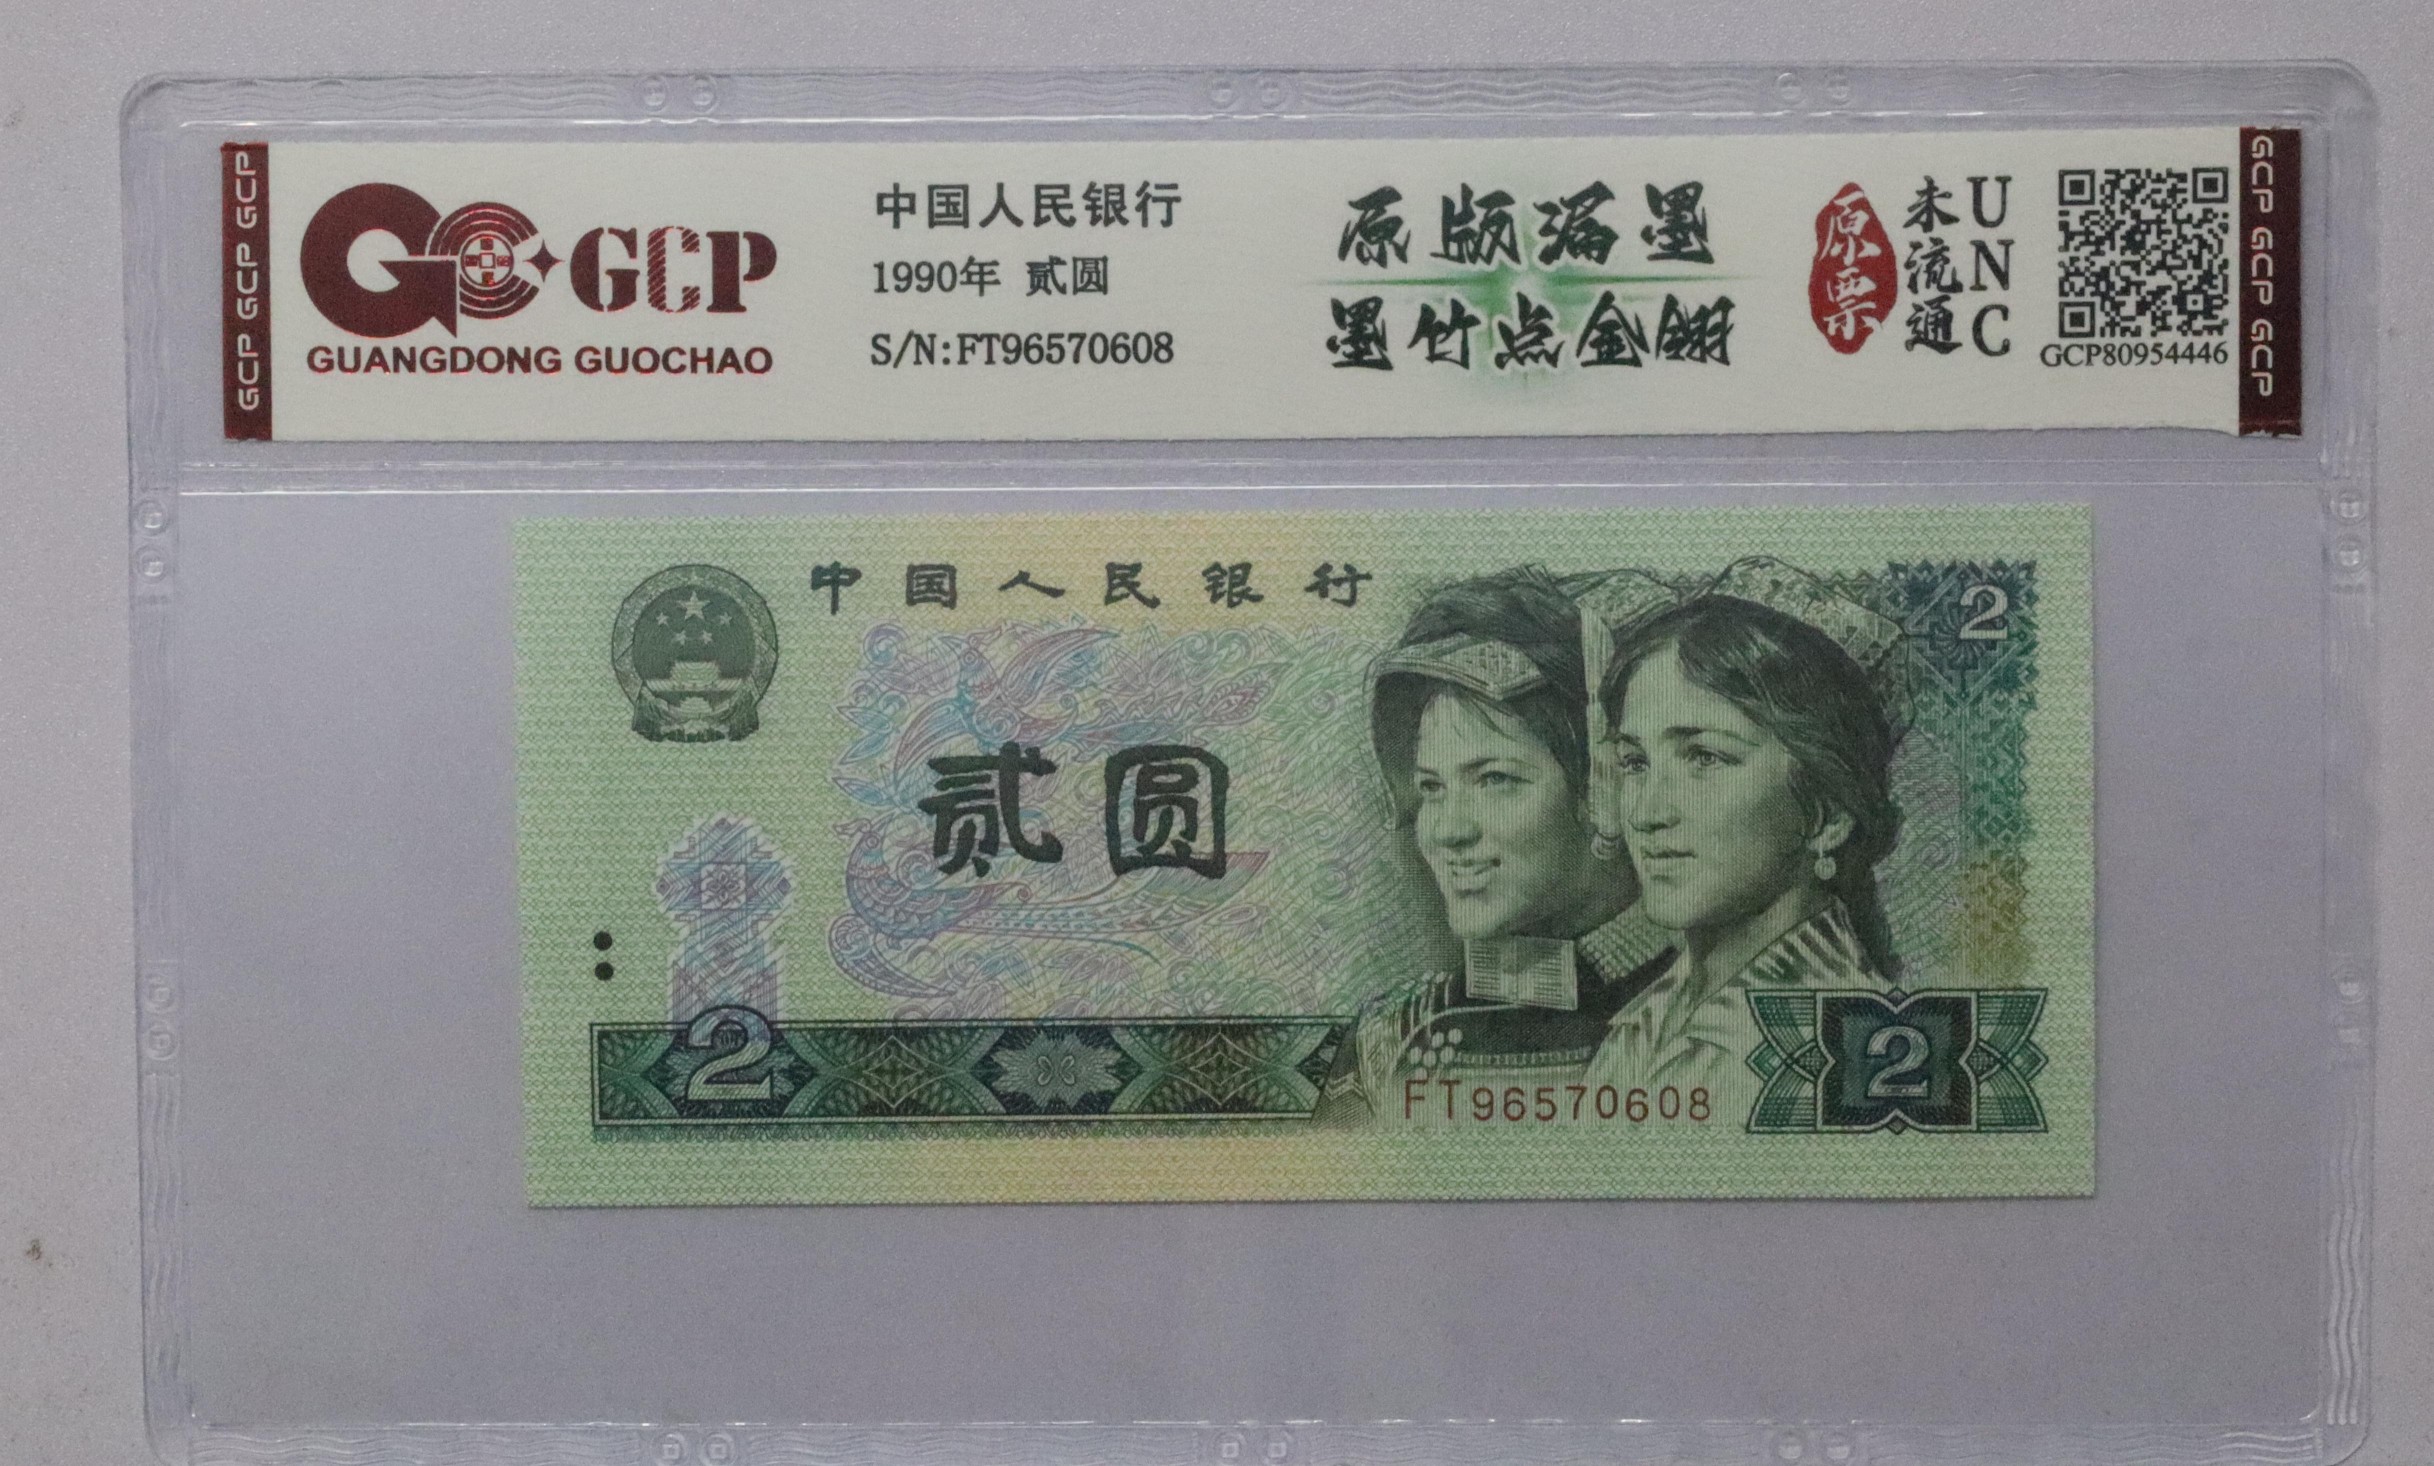 GCP GCP GCP
GCP
GUANGDONG GUOCHAO
中国人民银行
1990年 贰圆
S/N:FT96570608
原版漏墨
墨竹点金翅
原票
未流通
UNC
GCP80954446
GCP GCP GCP
中国人民银行
2
贰圆
2
FT96570608
2